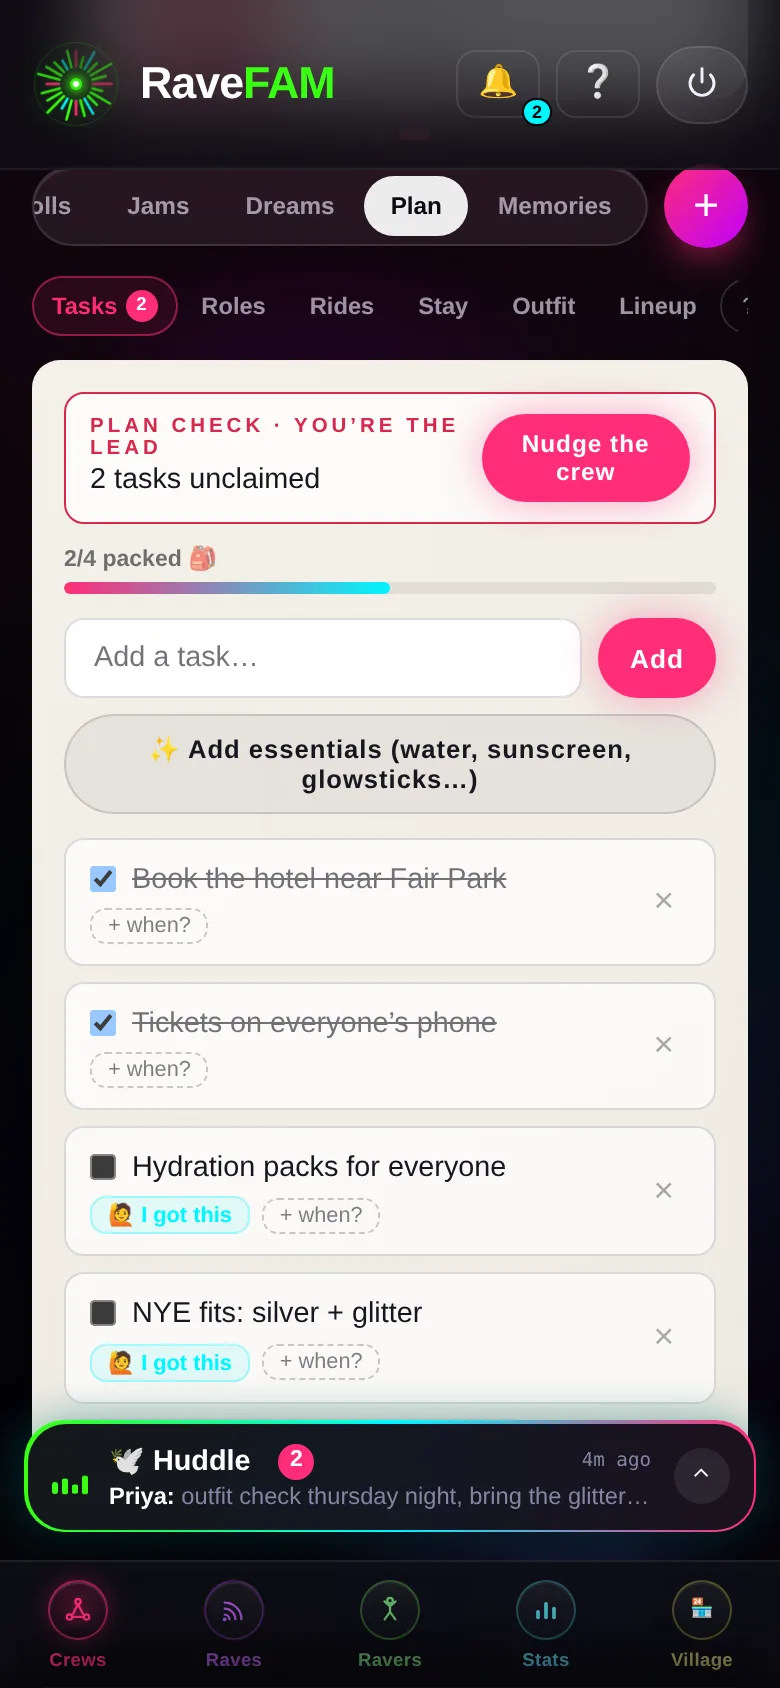 RaveFAM
2
olls Jams Dreams Plan Memories +
Tasks 2 Roles Rides Stay Outfit Lineup
PLAN CHECK · YOU’RE THE
LEAD
2 tasks unclaimed
Nudge the
crew
2/4 packed
Add a task…
Add
Add essentials (water, sunscreen,
glowsticks…)
Book the hotel near Fair Park
+ when?
Tickets on everyone’s phone
+ when?
Hydration packs for everyone
I got this + when?
NYE fits: silver + glitter
I got this + when?
Huddle 2 4m ago
Priya: outfit check thursday night, bring the glitter…
Crews Raves Ravers Stats Village